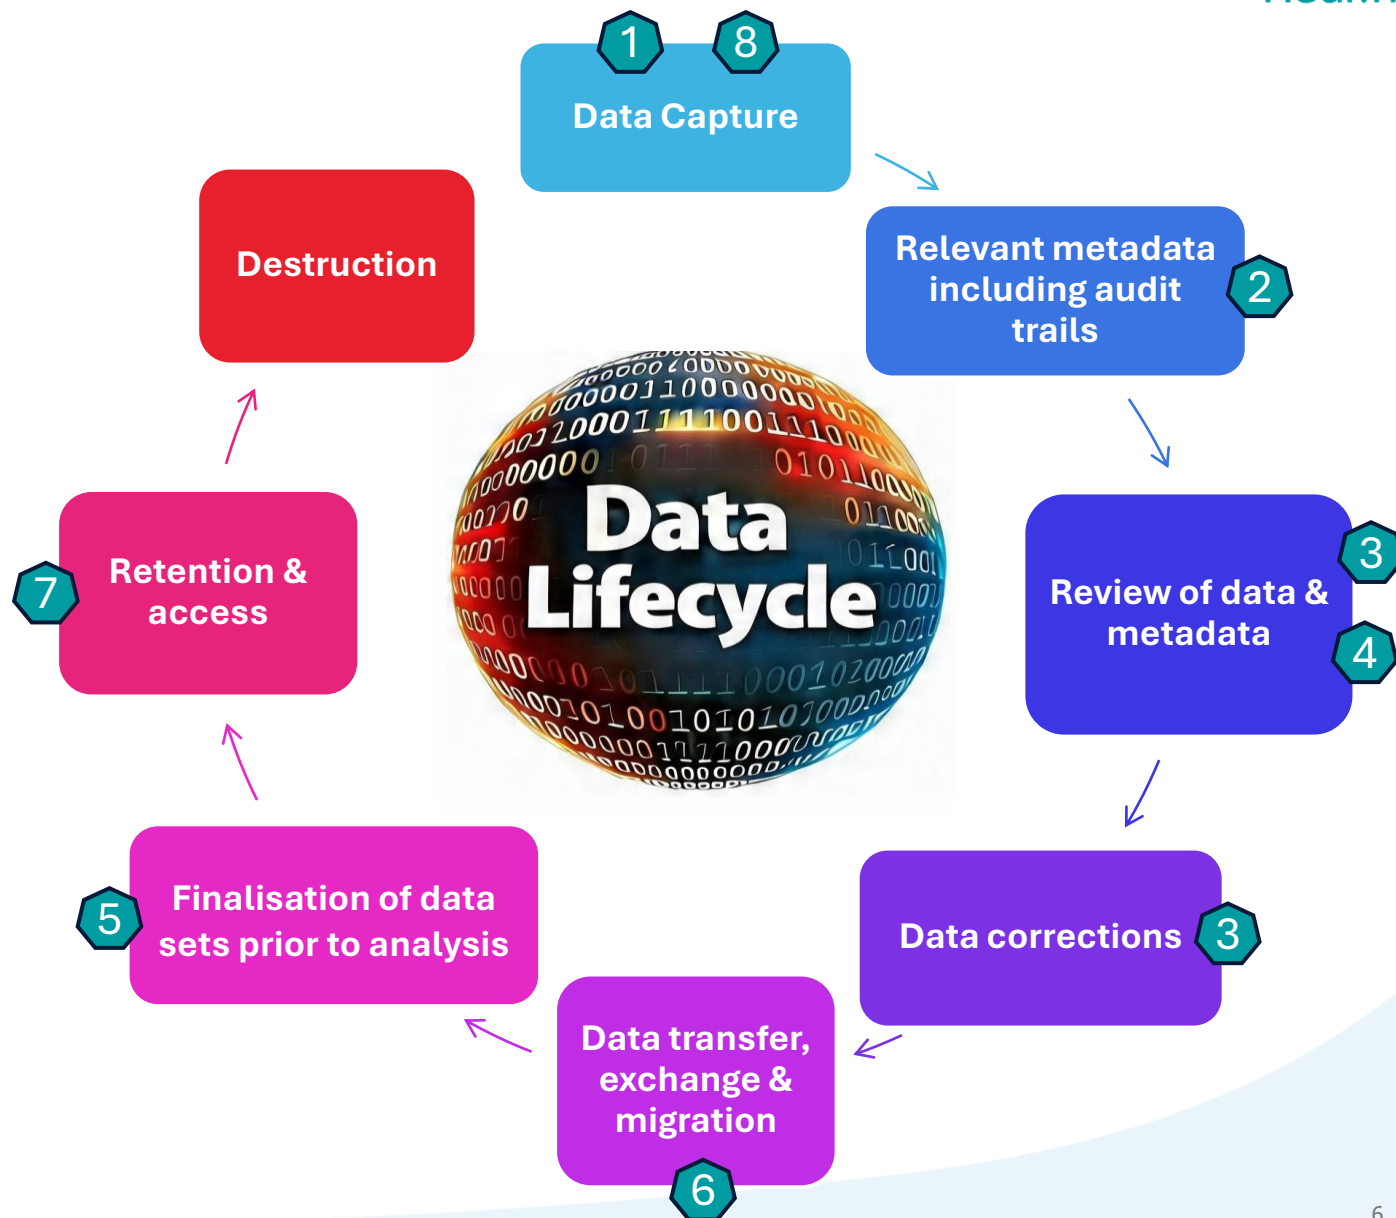 1
8
Data Capture
Relevant metadata
including audit
trails
2
Review of data &
metadata
3
4
Data corrections
3
Data transfer,
exchange &
migration
6
Finalisation of data
sets prior to analysis
5
Retention &
access
7
Destruction
Data
Lifecycle
6